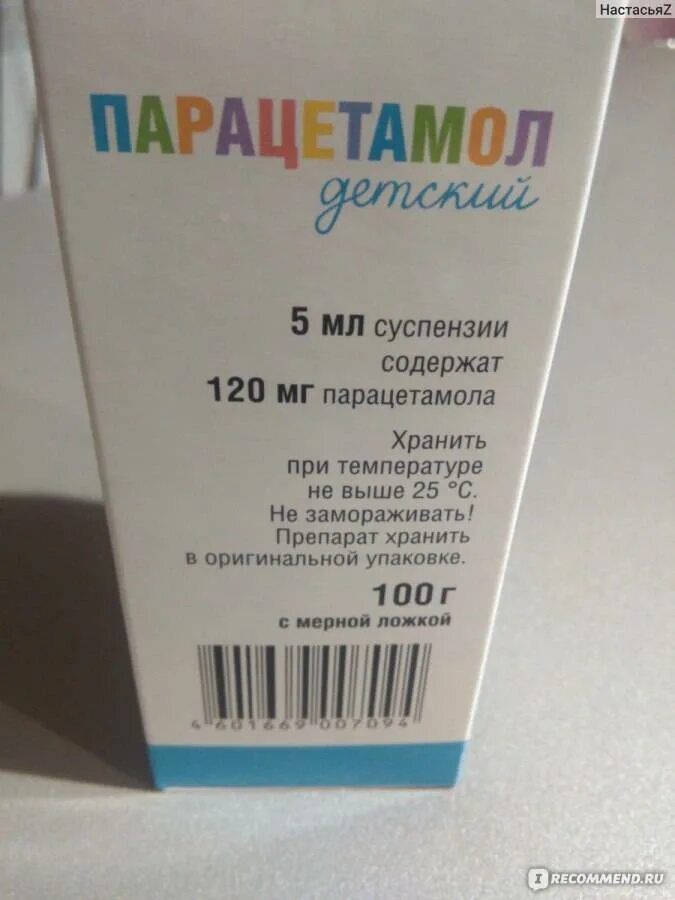 НастасьяZ
ПАРАЦЕТАМОЛ
детский
5 мл суспензии
содержат
120 мг парацетамола
Хранить
при температуре
не выше 25 °С.
Не замораживать!
Препарат хранить
в оригинальной упаковке.
100 г
с мерной ложкой
4 601669 007094
IRECOMMEND.RU